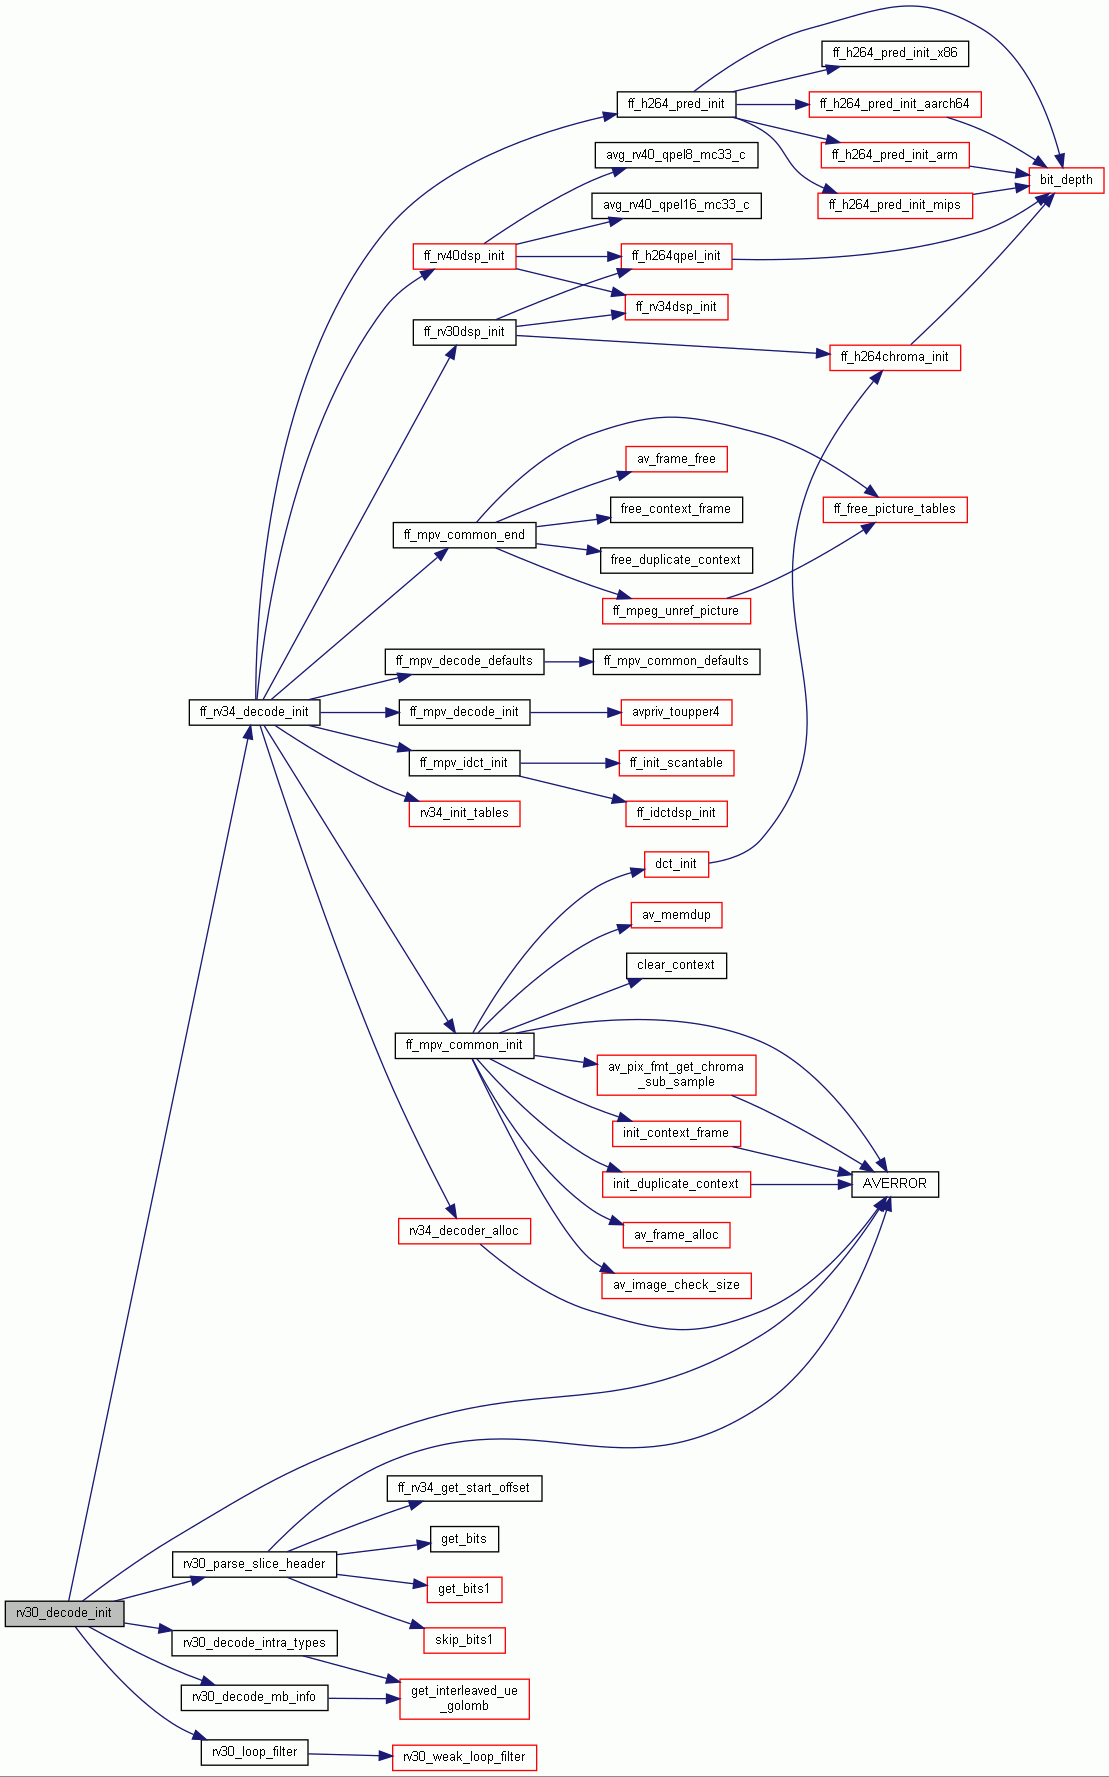 ff_h264_pred_init_x86
ff_h264_pred_init
ff_h264_pred_init_aarch64
avg_rv40_qpel8_mc33_c
ff_h264_pred_init_arm
bit_depth
avg_rv40_qpel16_mc33_c
ff_h264_pred_init_mips
ff_rv40dsp_init
ff_h264qpel_init
ff_rv34dsp_init
ff_rv30dsp_init
ff_h264chroma_init
av_frame_free
free_context_frame
ff_free_picture_tables
ff_mpv_common_end
free_duplicate_context
ff_mpeg_unref_picture
ff_mpv_decode_defaults
ff_mpv_common_defaults
ff_rv34_decode_init
ff_mpv_decode_init
avpriv_toupper4
ff_mpv_idct_init
ff_init_scantable
rv34_init_tables
ff_idctdsp_init
dct_init
av_memdup
clear_context
ff_mpv_common_init
av_pix_fmt_get_chroma
_sub_sample
init_context_frame
init_duplicate_context
AVERROR
rv34_decoder_alloc
av_frame_alloc
av_image_check_size
ff_rv34_get_start_offset
get_bits
rv30_parse_slice_header
get_bits1
rv30_decode_init
skip_bits1
rv30_decode_intra_types
rv30_decode_mb_info
get_interleaved_ue
_golomb
rv30_loop_filter
rv30_weak_loop_filter